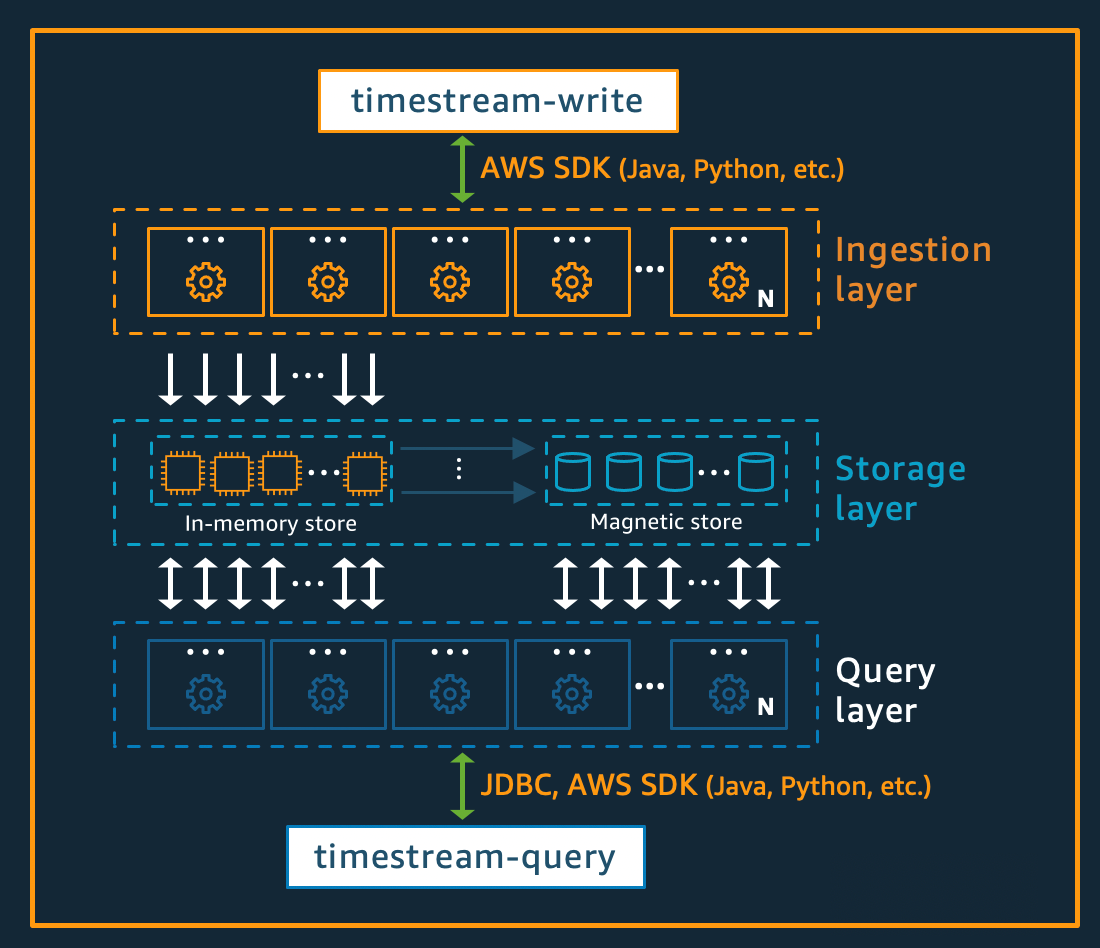 timestream-write
AWS SDK (Java, Python, etc.)
N
Ingestion
layer
In-memory store
Magnetic store
Storage
layer
N
Query
layer
JDBC, AWS SDK (Java, Python, etc.)
timestream-query